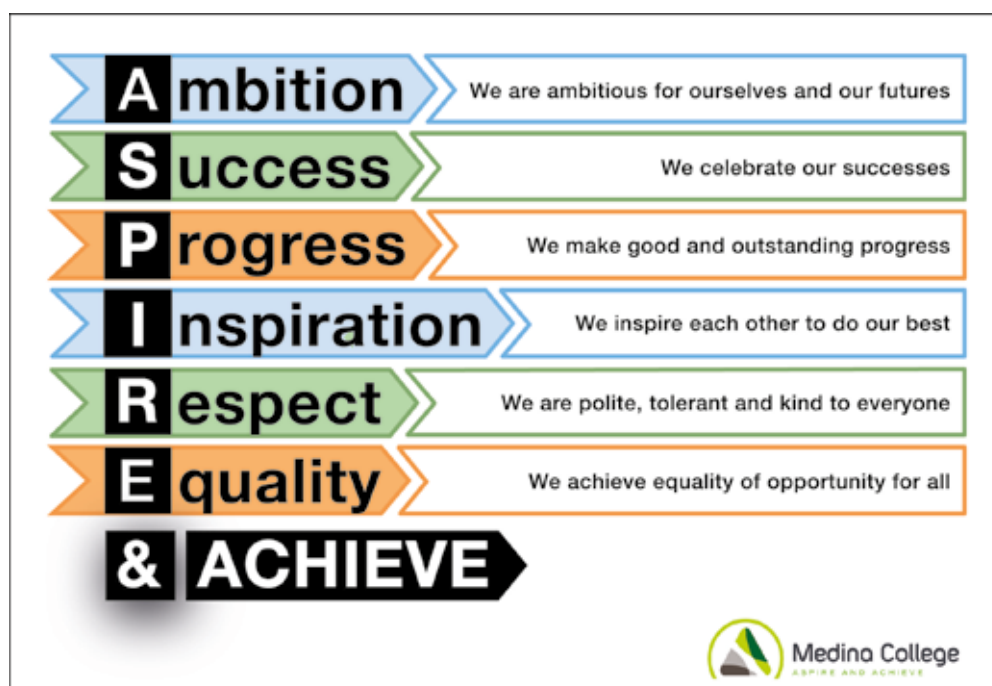 Ambition We are ambitious for ourselves and our futures
Success We celebrate our successes
Progress We make good and outstanding progress
Inspiration We inspire each other to do our best
Respect We are polite, tolerant and kind to everyone
Equality We achieve equality of opportunity for all
& ACHIEVE
Medina College
ASPIRE AND ACHIEVE